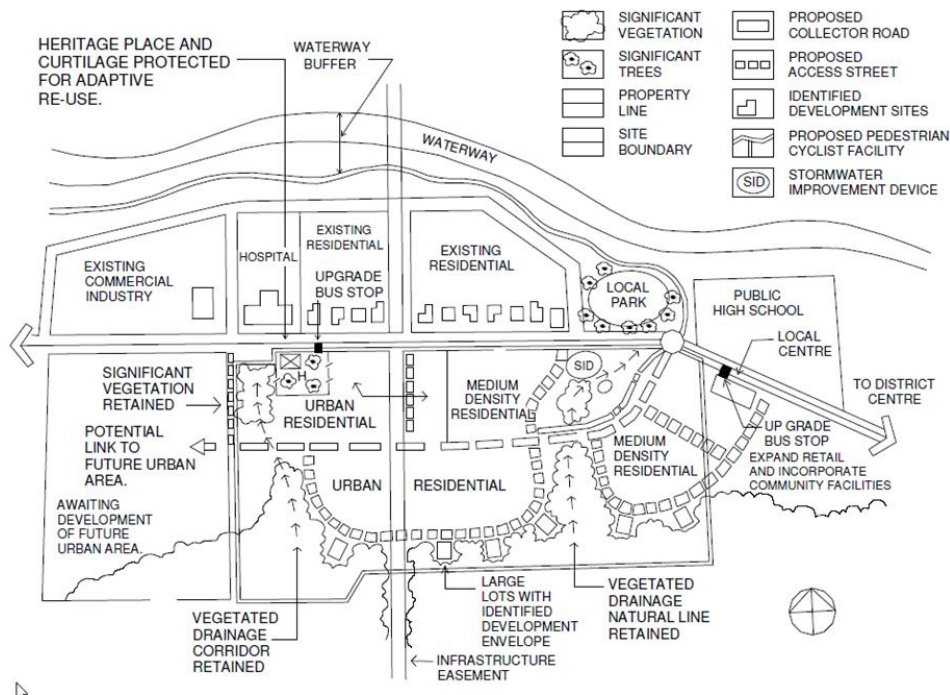 HERITAGE PLACE AND
CURTILAGE PROTECTED
FOR ADAPTIVE
RE-USE.
WATERWAY
BUFFER
SIGNIFICANT
VEGETATION
SIGNIFICANT
TREES
PROPERTY
LINE
SITE
BOUNDARY
PROPOSED
COLLECTOR ROAD
PROPOSED
ACCESS STREET
IDENTIFIED
DEVELOPMENT SITES
PROPOSED PEDESTRIAN
CYCLIST FACILITY
SID
STORMWATER
IMPROVEMENT DEVICE
WATERWAY
EXISTING
COMMERCIAL
INDUSTRY
HOSPITAL
EXISTING
RESIDENTIAL
UPGRADE
BUS STOP
EXISTING
RESIDENTIAL
LOCAL
PARK
PUBLIC
HIGH SCHOOL
LOCAL
CENTRE
TO DISTRICT
CENTRE
SIGNIFICANT
VEGETATION
RETAINED
H
URBAN
RESIDENTIAL
MEDIUM
DENSITY
RESIDENTIAL
SID
MEDIUM
DENSITY
RESIDENTIAL
UP GRADE
BUS STOP
EXPAND RETAIL
AND INCORPORATE
COMMUNITY FACILITIES
POTENTIAL
LINK TO
FUTURE URBAN
AREA.
URBAN RESIDENTIAL
AWAITING
DEVELOPMENT
OF FUTURE
URBAN AREA.
VEGETATED
DRAINAGE
CORRIDOR
RETAINED
LARGE
LOTS WITH
IDENTIFIED
DEVELOPMENT
ENVELOPE
VEGETATED
DRAINAGE
NATURAL LINE
RETAINED
INFRASTRUCTURE
EASEMENT